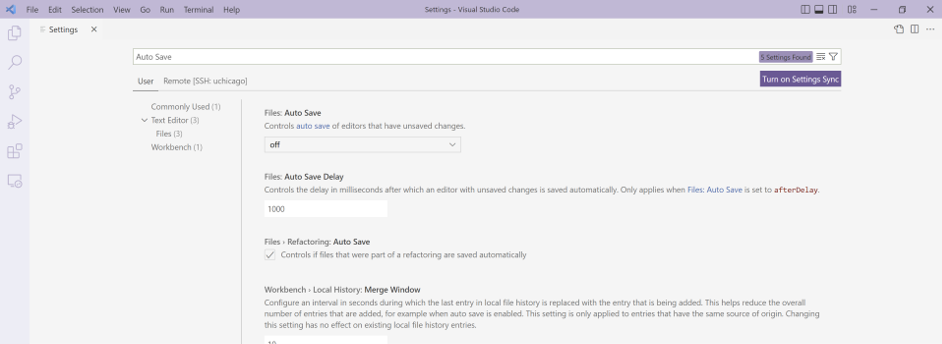 File Edit Selection View Go Run Terminal Help Settings - Visual Studio Code
Settings
Auto Save 5 Settings Found
User Remote [SSH: uchicago] Turn on Settings Sync
Commonly Used (1)
Text Editor (3)
Files (3)
Workbench (1)
Files: Auto Save
Controls auto save of editors that have unsaved changes.
off
Files: Auto Save Delay
Controls the delay in milliseconds after which an editor with unsaved changes is saved automatically. Only applies when Files: Auto Save is set to afterDelay.
1000
Files › Refactoring: Auto Save
Controls if files that were part of a refactoring are saved automatically
Workbench › Local History: Merge Window
Configure an interval in seconds during which the last entry in local file history is replaced with the entry that is being added. This helps reduce the overall
number of entries that are added, for example when auto save is enabled. This setting is only applied to entries that have the same source of origin. Changing
this setting has no effect on existing local file history entries.
10